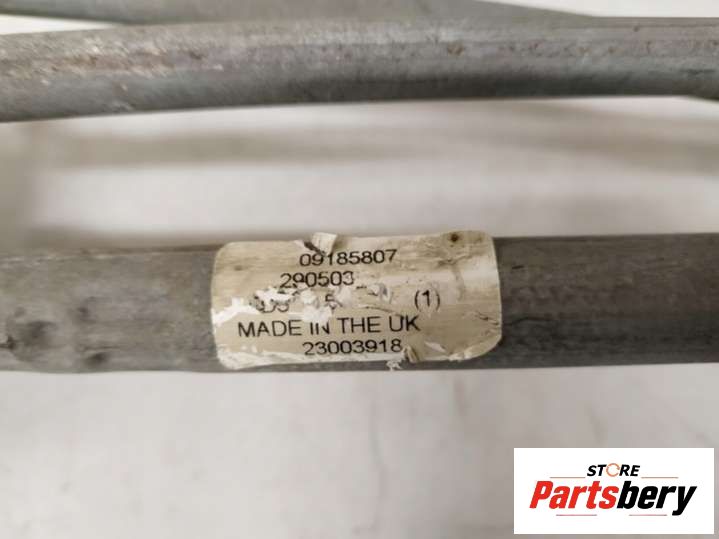 09185807
290503
(1)
MADE IN THE UK
23003918
STORE
Partsbery